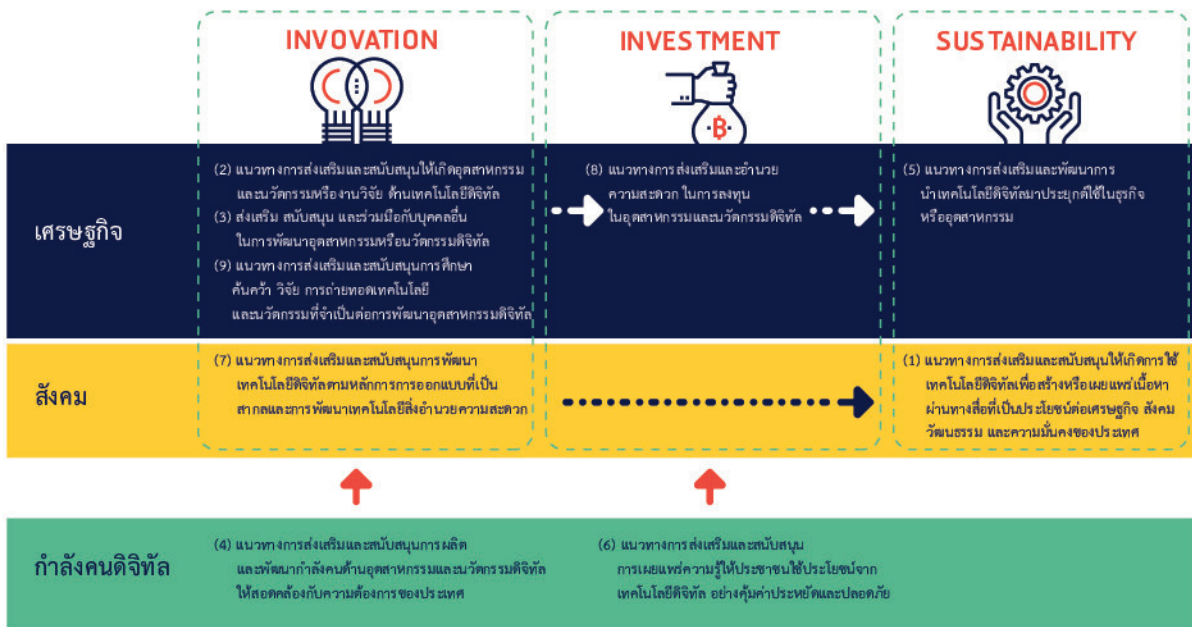 INVOVATION
INVESTMENT
SUSTAINABILITY
฿
เศรษฐกิจ
(2) แนวทางการส่งเสริมและสนับสนุนให้เกิดอุตสาหกรรม
และนวัตกรรมหรืองานวิจัย ด้านเทคโนโลยีดิจิทัล
(3) ส่งเสริม สนับสนุน และร่วมมือกับบุคคลอื่น
ในการพัฒนาอุตสาหกรรมหรือนวัตกรรมดิจิทัล
(9) แนวทางการส่งเสริมและสนับสนุนการศึกษา
ค้นคว้า วิจัย การถ่ายทอดเทคโนโลยี
และนวัตกรรมที่จำเป็นต่อการพัฒนาอุตสาหกรรมดิจิทัล
(8) แนวทางการส่งเสริมและอำนวย
ความสะดวก ในการลงทุน
ในอุตสาหกรรมและนวัตกรรมดิจิทัล
(5) แนวทางการส่งเสริมและพัฒนาการ
นำเทคโนโลยีดิจิทัลมาประยุกต์ใช้ในธุรกิจ
หรืออุตสาหกรรม
สังคม
(7) แนวทางการส่งเสริมและสนับสนุนการพัฒนา
เทคโนโลยีดิจิทัลตามหลักการการออกแบบที่เป็น
สากลและการพัฒนาเทคโนโลยีสิ่งอำนวยความสะดวก
(1) แนวทางการส่งเสริมและสนับสนุนให้เกิดการใช้
เทคโนโลยีดิจิทัลเพื่อสร้างหรือเผยแพร่เนื้อหา
ผ่านทางสื่อที่เป็นประโยชน์ต่อเศรษฐกิจ สังคม
วัฒนธรรม และความมั่นคงของประเทศ
กำลังคนดิจิทัล
(4) แนวทางการส่งเสริมและสนับสนุนการผลิต
และพัฒนากำลังคนด้านอุตสาหกรรมและนวัตกรรมดิจิทัล
ให้สอดคล้องกับความต้องการของประเทศ
(6) แนวทางการส่งเสริมและสนับสนุน
การเผยแพร่ความรู้ให้ประชาชนใช้ประโยชน์จาก
เทคโนโลยีดิจิทัล อย่างคุ้มค่าประหยัดและปลอดภัย